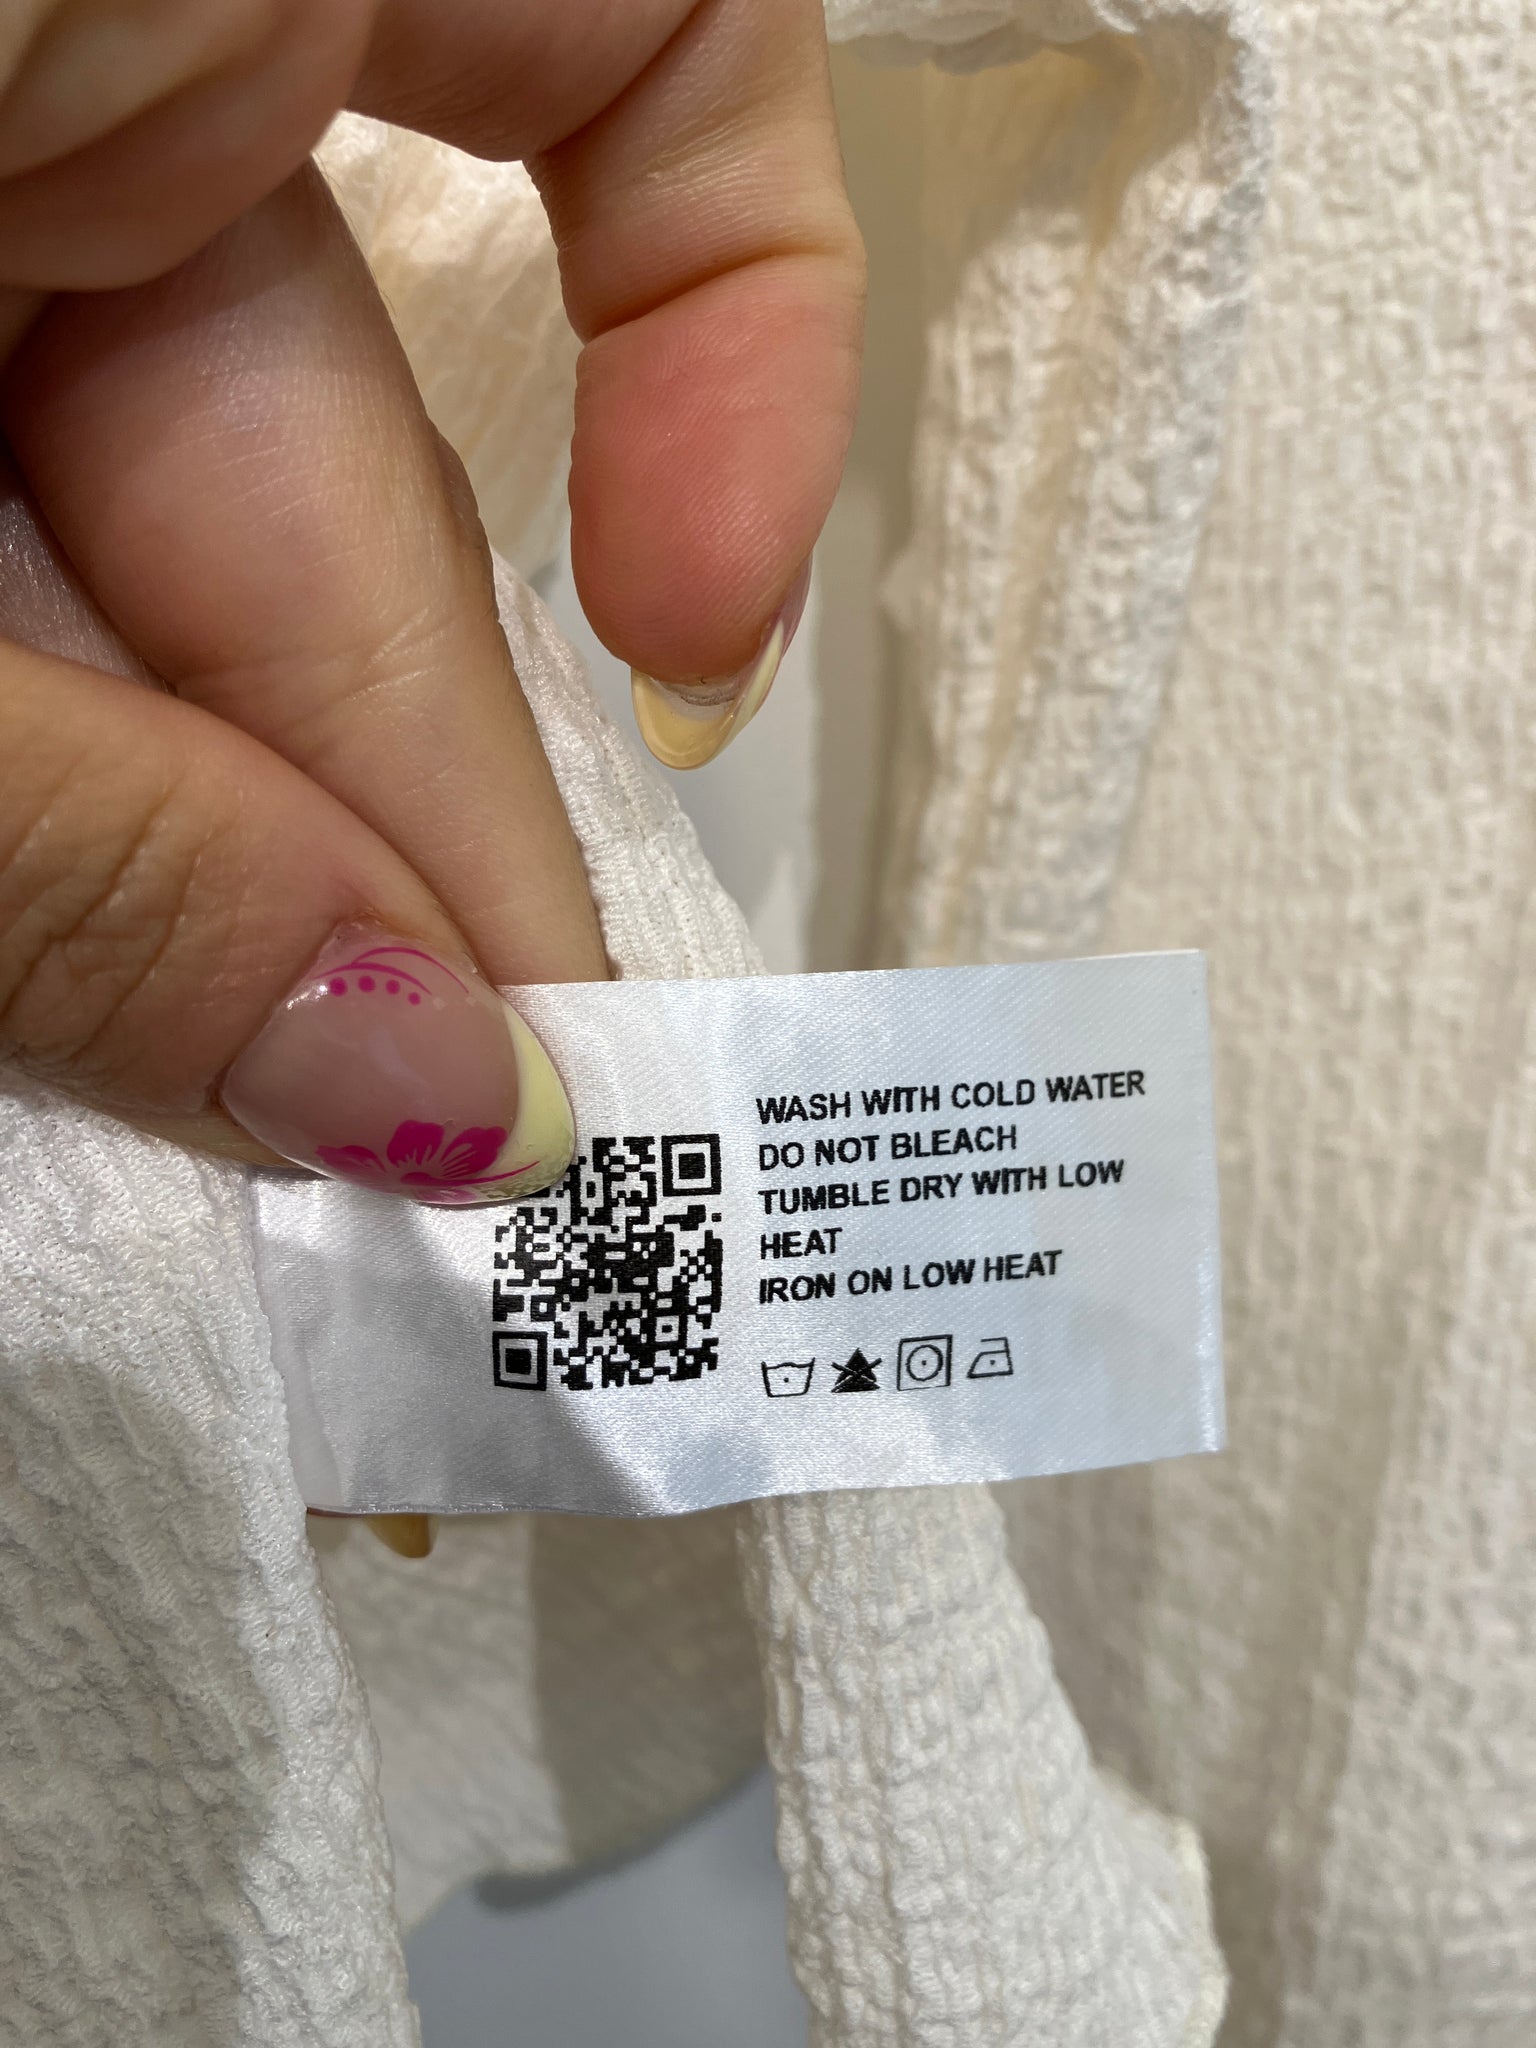 WASH WITH COLD WATER
DO NOT BLEACH
TUMBLE DRY WITH LOW
HEAT
IRON ON LOW HEAT